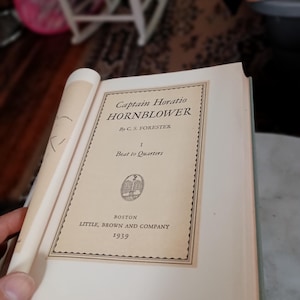 Captain Horatio
HORNBLOWER
By C. S. FORESTER
I
Beat to Quarters
BOSTON
LITTLE, BROWN AND COMPANY
1939